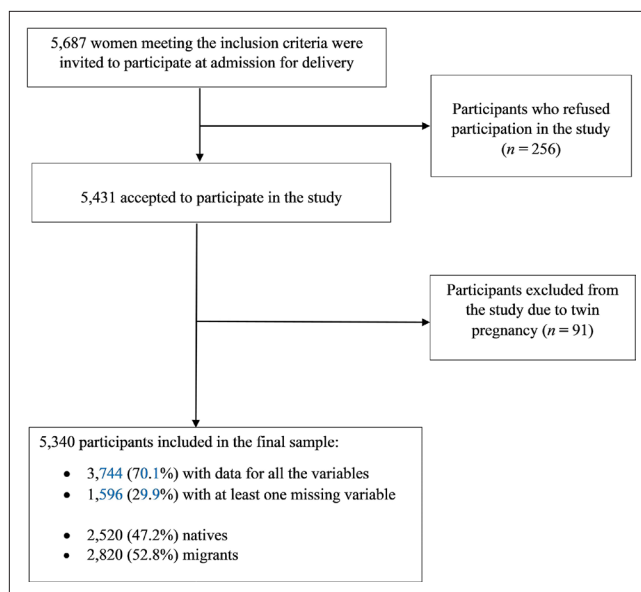 5,687 women meeting the inclusion criteria were
invited to participate at admission for delivery
Participants who refused
participation in the study
(n = 256)
5,431 accepted to participate in the study
Participants excluded from
the study due to twin
pregnancy (n = 91)
5,340 participants included in the final sample:
• 3,744 (70.1%) with data for all the variables
• 1,596 (29.9%) with at least one missing variable
• 2,520 (47.2%) natives
• 2,820 (52.8%) migrants